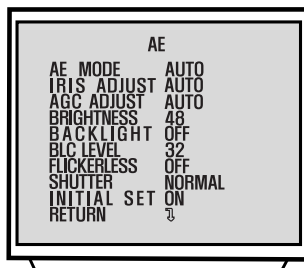 AE
AE MODE AUTO
IRIS ADJUST AUTO
AGC ADJUST AUTO
BRIGHTNESS 48
BACKLIGHT OFF
BLC LEVEL 32
FLICKERLESS OFF
SHUTTER NORMAL
INITIAL SET ON
RETURN ↴